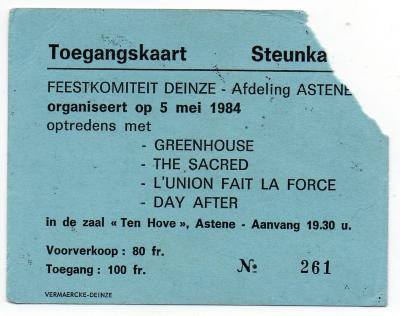 Toegangskaart Steunka
FEESTKOMITEIT DEINZE - Afdeling ASTENE
organiseert op 5 mei 1984
optredens met
- GREENHOUSE
- THE SACRED
- L'UNION FAIT LA FORCE
- DAY AFTER
in de zaal « Ten Hove », Astene - Aanvang 19.30 u.
Voorverkoop : 80 fr.
Toegang : 100 fr. № 261
VERMAERCKE-DEINZE